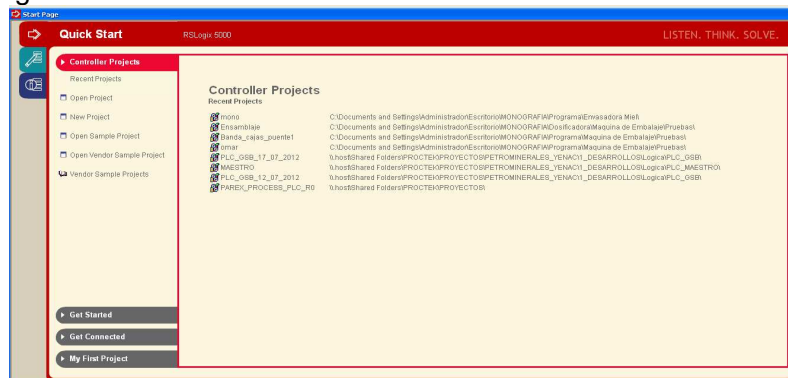 Start Page
Quick Start RSLogix 5000 LISTEN. THINK. SOLVE.
Controller Projects
Recent Projects
Open Project
New Project
Open Sample Project
Open Vendor Sample Project
Vendor Sample Projects
Get Started
Get Connected
My First Project
Controller Projects
Recent Projects
mono C:\Documents and Settings\Administrador\Escritorio\MONOGRAFIA\Programa\Envasadora Miel\
Ensamblaje C:\Documents and Settings\Administrador\Escritorio\MONOGRAFIA\Dosificadora\Maquina de Embalaje\Pruebas\
Banda_cajas_puente1 C:\Documents and Settings\Administrador\Escritorio\MONOGRAFIA\Programa\Maquina de Embalaje\Pruebas\
omar C:\Documents and Settings\Administrador\Escritorio\MONOGRAFIA\Programa\Maquina de Embalaje\Pruebas\
PLC_GSB_17_07_2012 \\.host\Shared Folders\PROCTEK\PROYECTOS\PETROMINERALES_YENAC\1_DESARROLLOS\Logica\PLC_GSB\
MAESTRO \\.host\Shared Folders\PROCTEK\PROYECTOS\PETROMINERALES_YENAC\1_DESARROLLOS\Logica\PLC_MAESTRO\
PLC_GSB_12_07_2012 \\.host\Shared Folders\PROCTEK\PROYECTOS\PETROMINERALES_YENAC\1_DESARROLLOS\Logica\PLC_GSB\
PAREX_PROCESS_PLC_R0 \\.host\Shared Folders\PROCTEK\PROYECTOS\